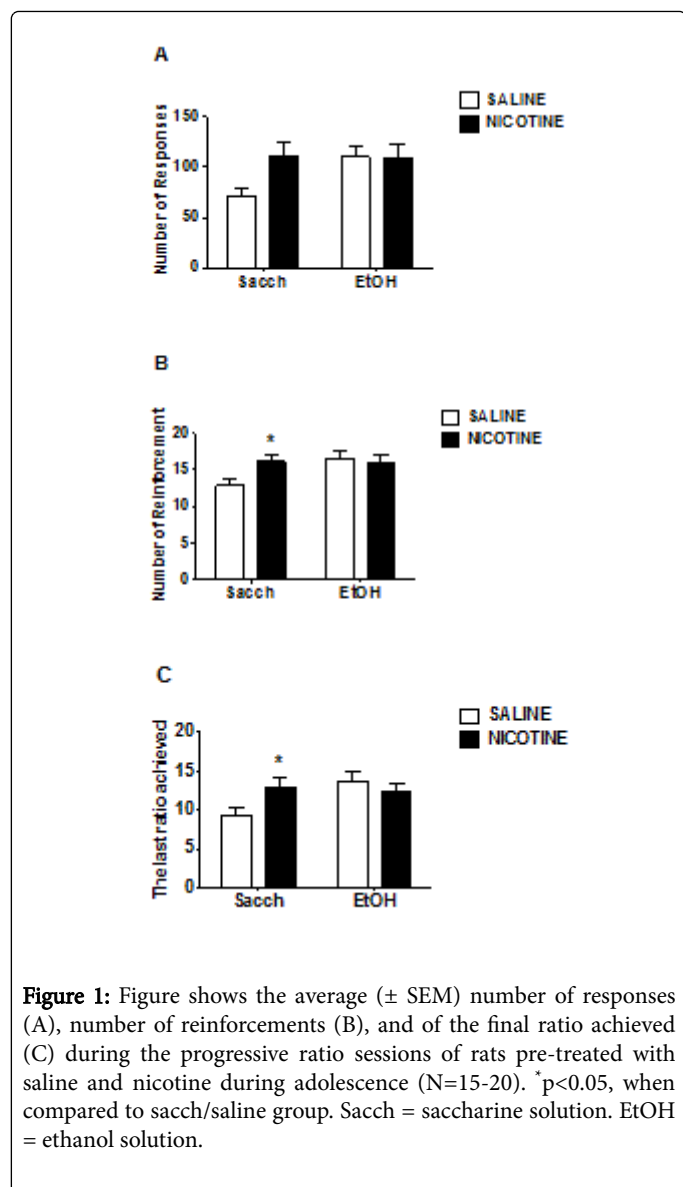 A
SALINE
NICOTINE
Number of Responses
150
100
50
0
Sacch EtOH
B
SALINE
NICOTINE
Number of Reinforcement
20
15
10
5
0
*
Sacch EtOH
C
SALINE
NICOTINE
The last ratio achieved
20
15
10
5
0
*
Sacch EtOH
Figure 1: Figure shows the average (± SEM) number of responses
(A), number of reinforcements (B), and of the final ratio achieved
(C) during the progressive ratio sessions of rats pre-treated with
saline and nicotine during adolescence (N=15-20). *p<0.05, when
compared to sacch/saline group. Sacch = saccharine solution. EtOH
= ethanol solution.